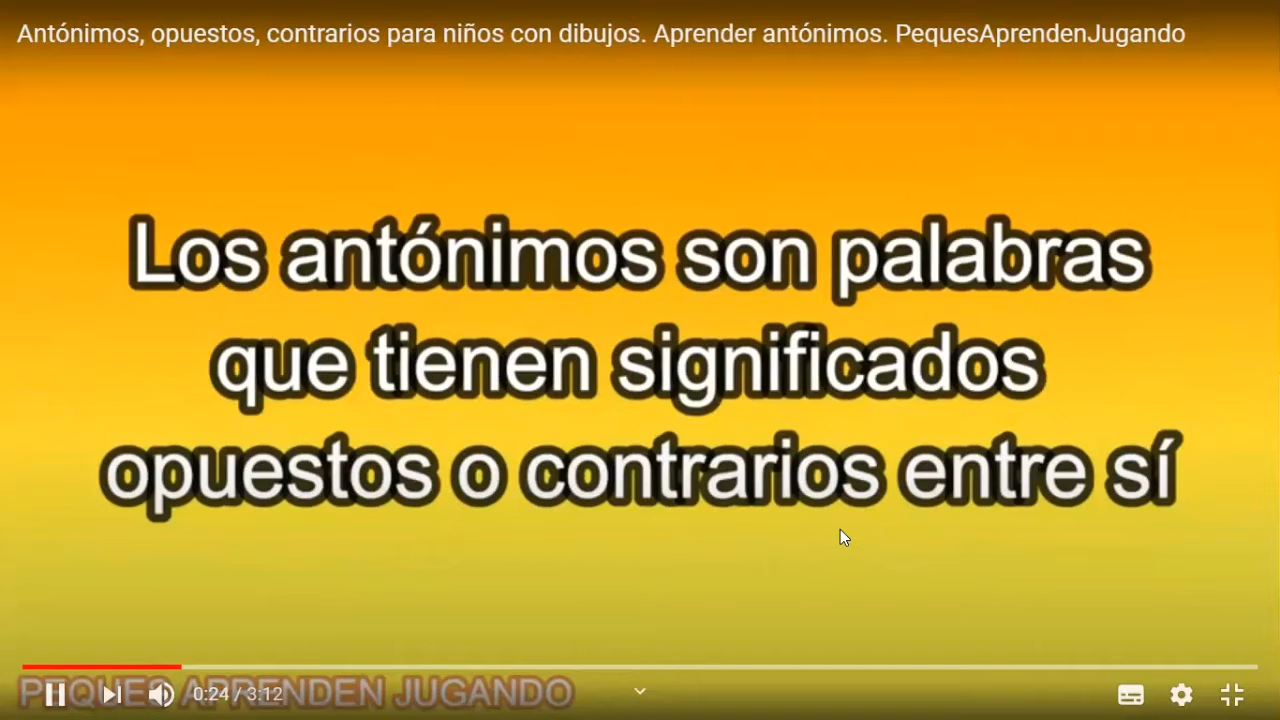 Antónimos, opuestos, contrarios para niños con dibujos. Aprender antónimos. PequesAprendenJugando
Los antónimos son palabras
que tienen significados
opuestos o contrarios entre sí
PEQUES APRENDEN JUGANDO
0:24 / 3:12